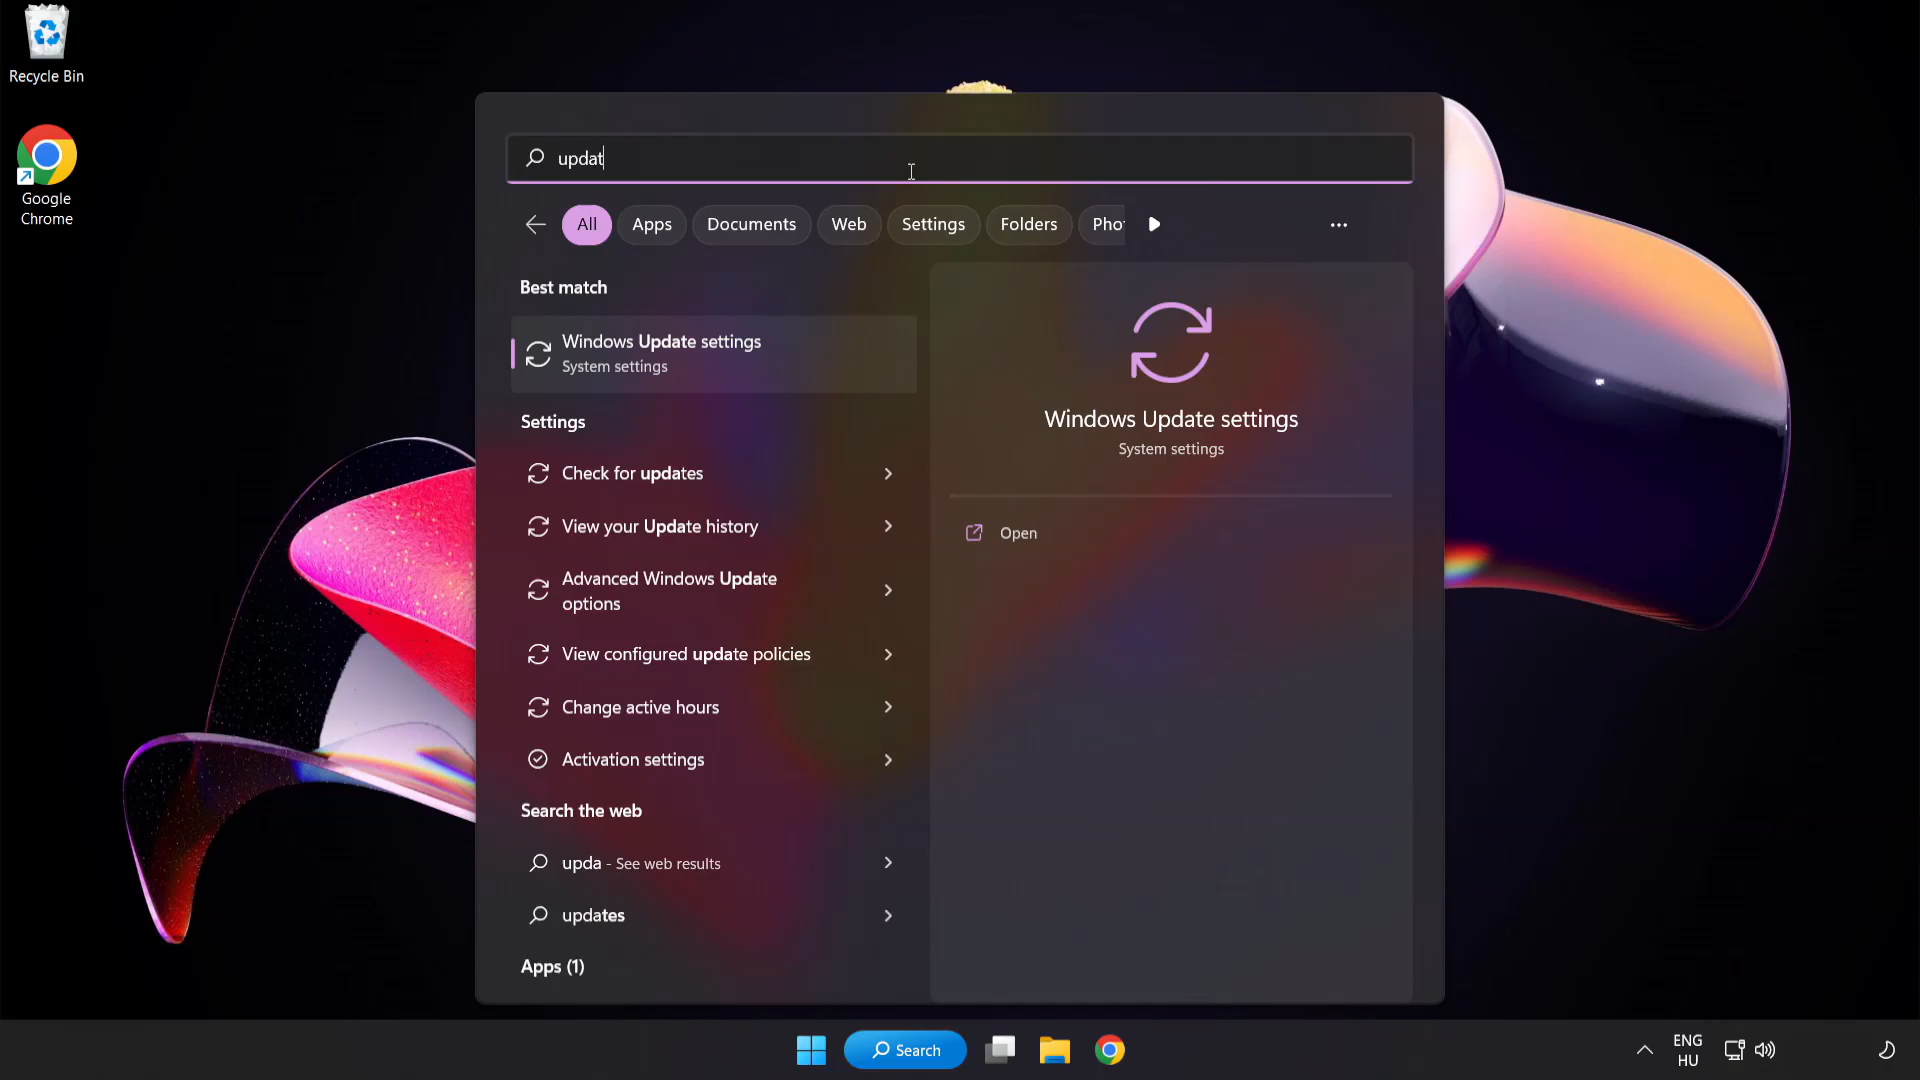 Recycle Bin
Google
Chrome
updat
All
Apps
Documents
Web
Settings
Folders
Pho
Best match
Windows Update settings
System settings
Settings
Check for updates
View your Update history
Advanced Windows Update
options
View configured update policies
Change active hours
Activation settings
Search the web
upda - See web results
updates
Apps (1)
Windows Update settings
System settings
Open
Search
ENG
HU